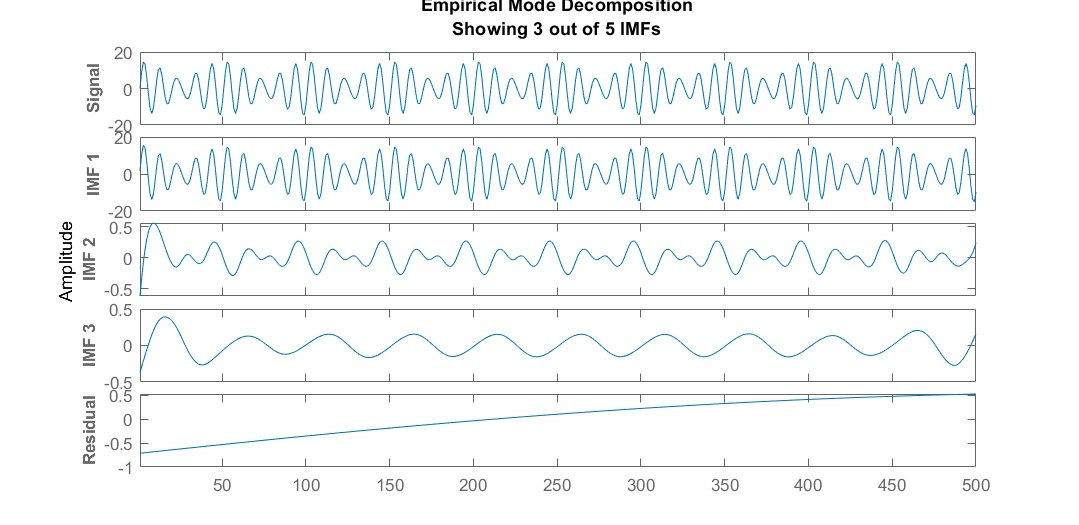 Empirical Mode Decomposition
Showing 3 out of 5 IMFs
Signal
20
0
-20
IMF 1
20
0
-20
Amplitude
IMF 2
0.5
0
-0.5
IMF 3
0.5
0
-0.5
Residual
0.5
0
-0.5
-1
50 100 150 200 250 300 350 400 450 500